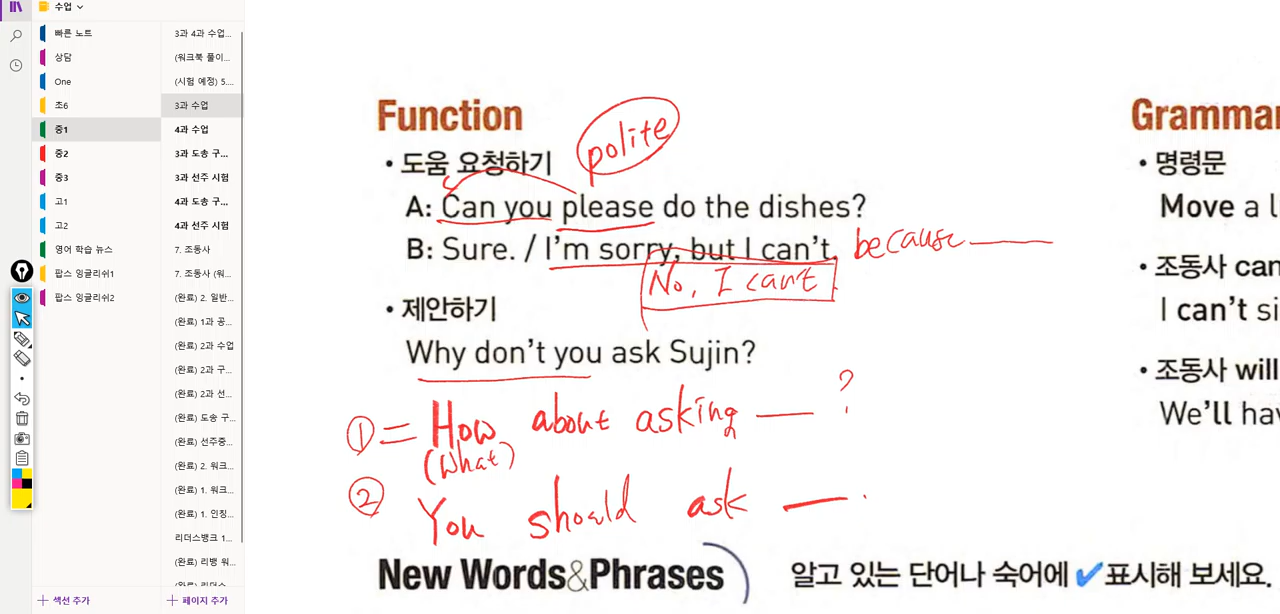 수업
빠른 노트
상담
One
초6
중1
중2
중3
고1
고2
영어 학습 뉴스
팝스 잉글리쉬1
팝스 잉글리쉬2
섹션 추가
3과 4과 수업...
(워크북 풀이...
(시험 예정) 5....
3과 수업
4과 수업
3과 도송 구...
3과 선주 시험
4과 도송 구...
4과 선주 시험
7. 조동사
7. 조동사 (워...
(완료) 2. 일반...
(완료) 1과 공...
(완료) 2과 수업
(완료) 2과 구...
(완료) 2과 선...
(완료) 도송 구...
(완료) 선주중...
(완료) 2. 워크...
(완료) 1. 워크...
(완료) 1. 인칭...
리더스뱅크 1...
(완료) 리뱅 워...
(완료) 리더스...
페이지 추가
Function
polite
• 도움 요청하기
A: Can you please do the dishes?
B: Sure. / I'm sorry, but I can't. because
No, I can't
• 제안하기
Why don't you ask Sujin?
① = How about asking ?
(What)
② You should ask .
New Words&Phrases
알고 있는 단어나 숙어에 ✔표시해 보세요.
Grammar
• 명령문
Move a l
• 조동사 can
I can't si
• 조동사 will
We'll hav